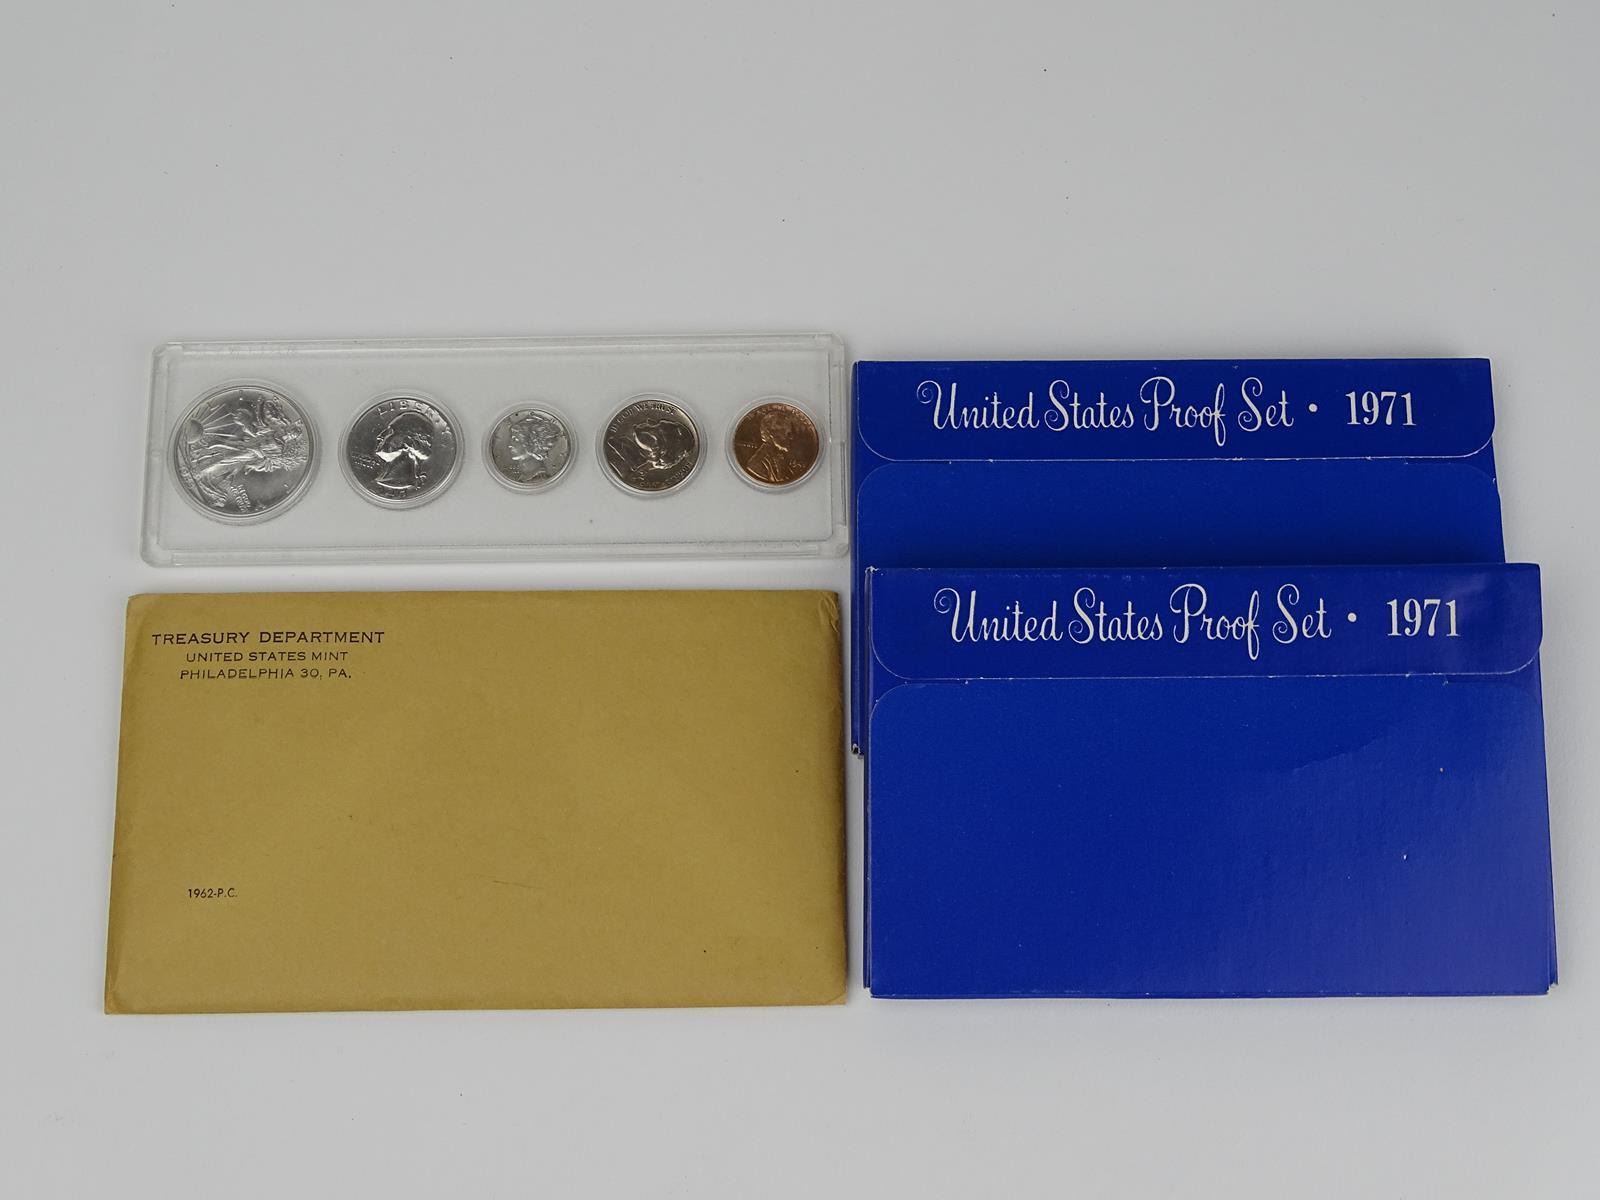 LIBERTY
United States Proof Set • 1971
United States Proof Set • 1971
TREASURY DEPARTMENT
UNITED STATES MINT
PHILADELPHIA 30, PA.
1962-P.C.